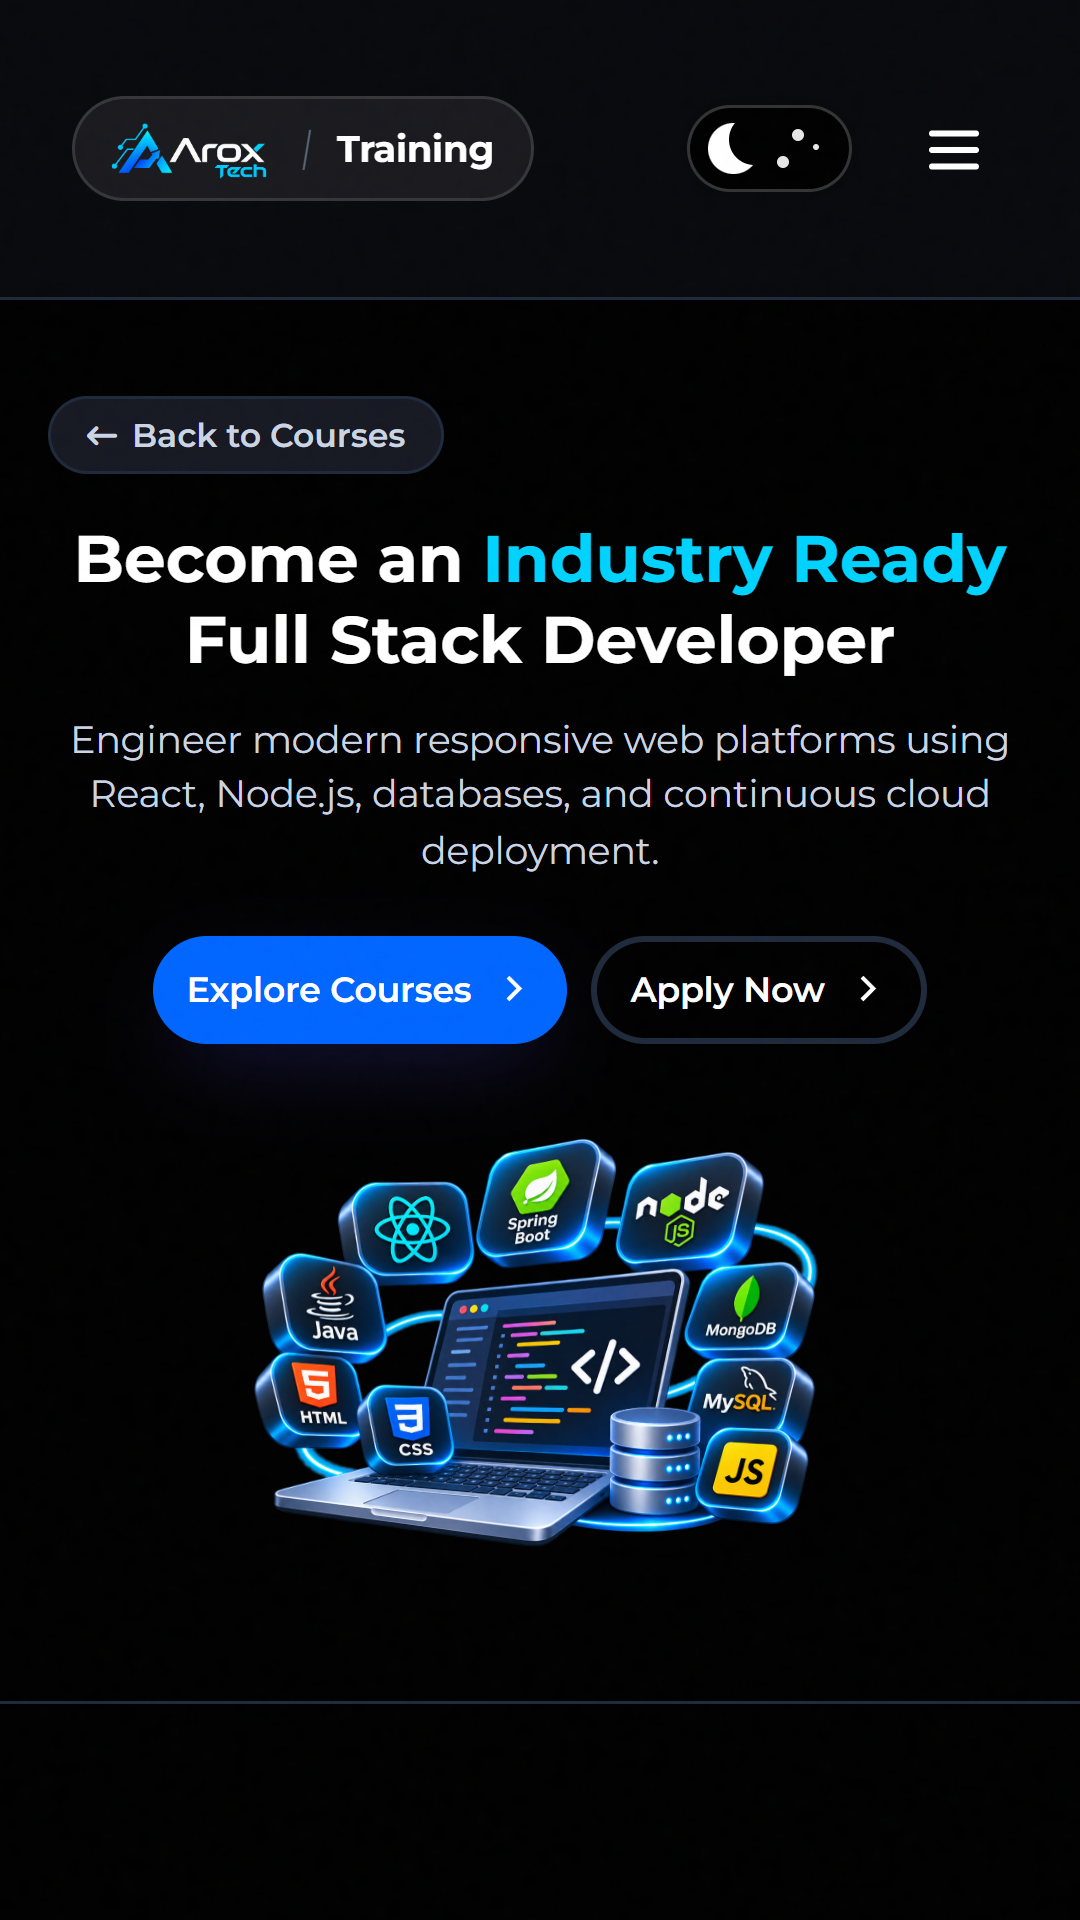 Arox
Tech
/ Training
← Back to Courses
Become an Industry Ready
Full Stack Developer
Engineer modern responsive web platforms using
React, Node.js, databases, and continuous cloud
deployment.
Explore Courses >
Apply Now >
Spring
Boot
node
JS
Java
MongoDB
</>
5
HTML
3
CSS
MySQL
JS